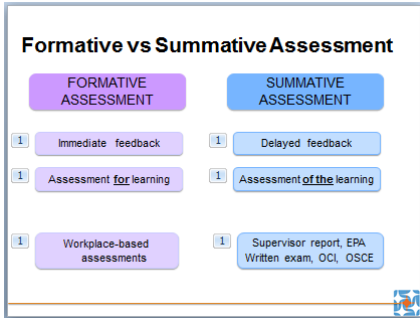 Formative vs Summative Assessment
FORMATIVE
ASSESSMENT
SUMMATIVE
ASSESSMENT
1
Immediate feedback
1
Delayed feedback
1
Assessment for learning
1
Assessment of the learning
1
Workplace-based
assessments
1
Supervisor report, EPA
Written exam, OCI, OSCE